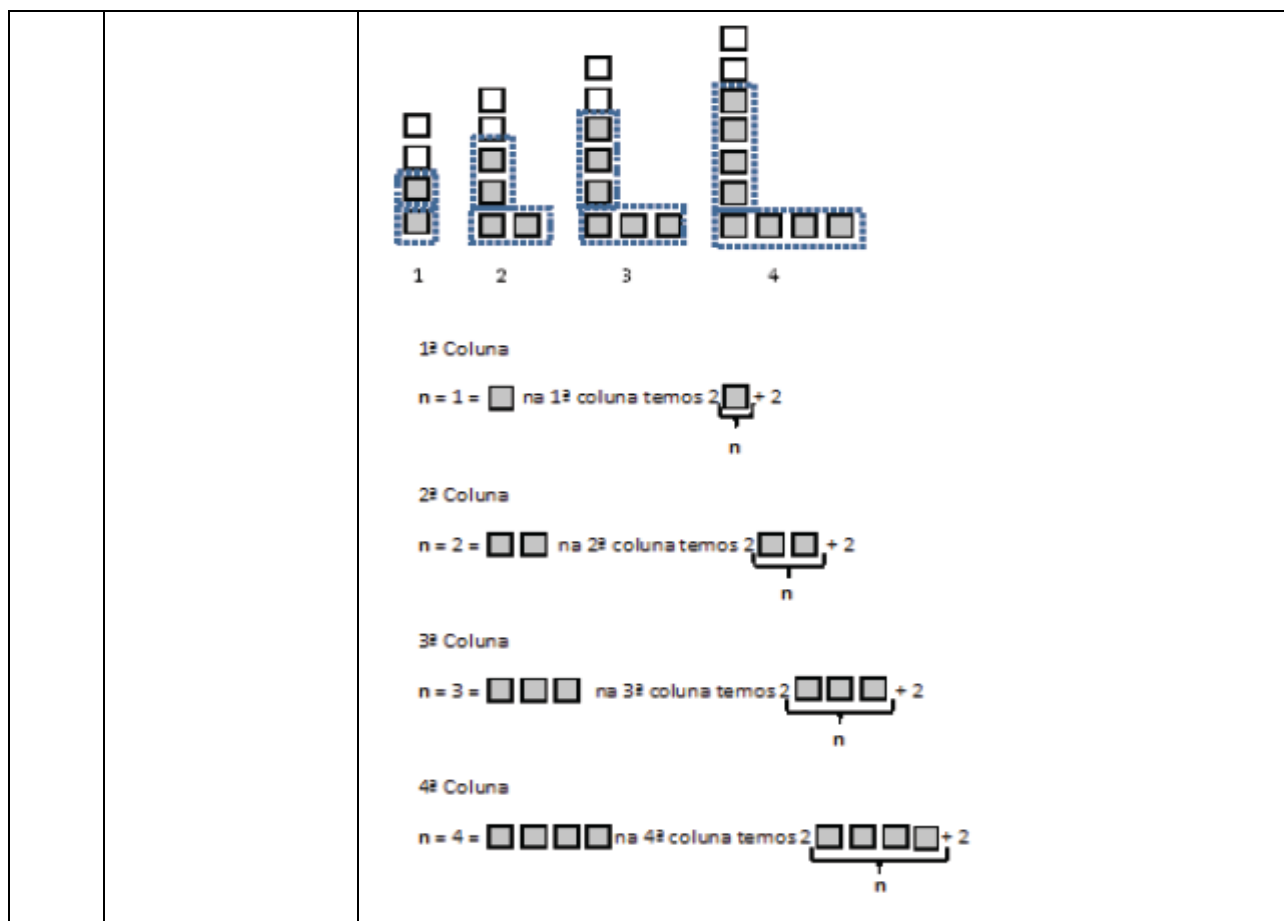 1 2 3 4
1ª Coluna
n = 1 = na 1ª coluna temos 2 + 2
n
2ª Coluna
n = 2 = na 2ª coluna temos 2 + 2
n
3ª Coluna
n = 3 = na 3ª coluna temos 2 + 2
n
4ª Coluna
n = 4 = na 4ª coluna temos 2 + 2
n